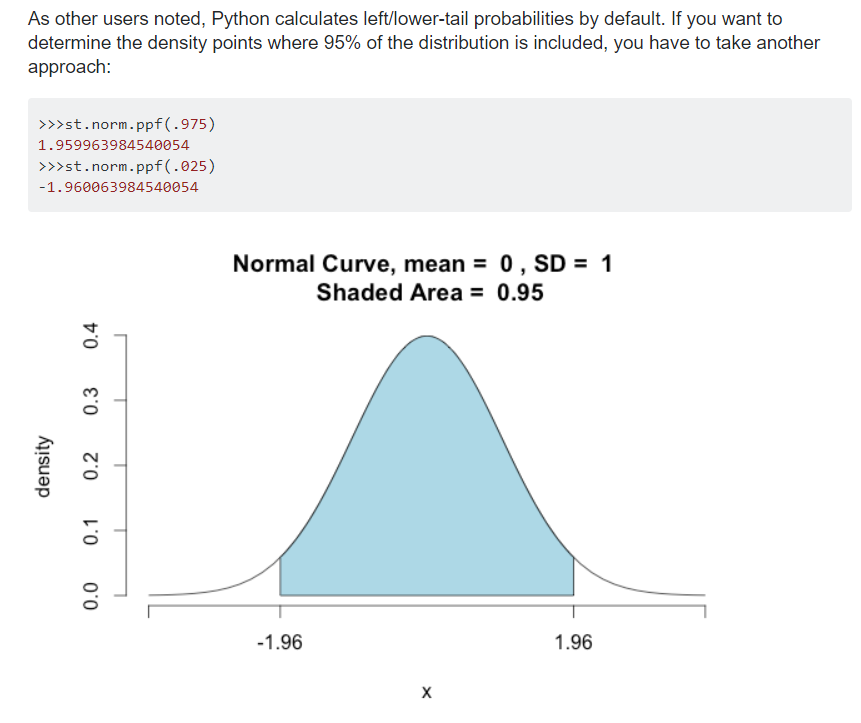 As other users noted, Python calculates left/lower-tail probabilities by default. If you want to
determine the density points where 95% of the distribution is included, you have to take another
approach:
>>>st.norm.ppf(.975)
1.959963984540054
>>>st.norm.ppf(.025)
-1.960063984540054
Normal Curve, mean = 0 , SD = 1
Shaded Area = 0.95
density
0.4
0.3
0.2
0.1
0.0
-1.96
1.96
x